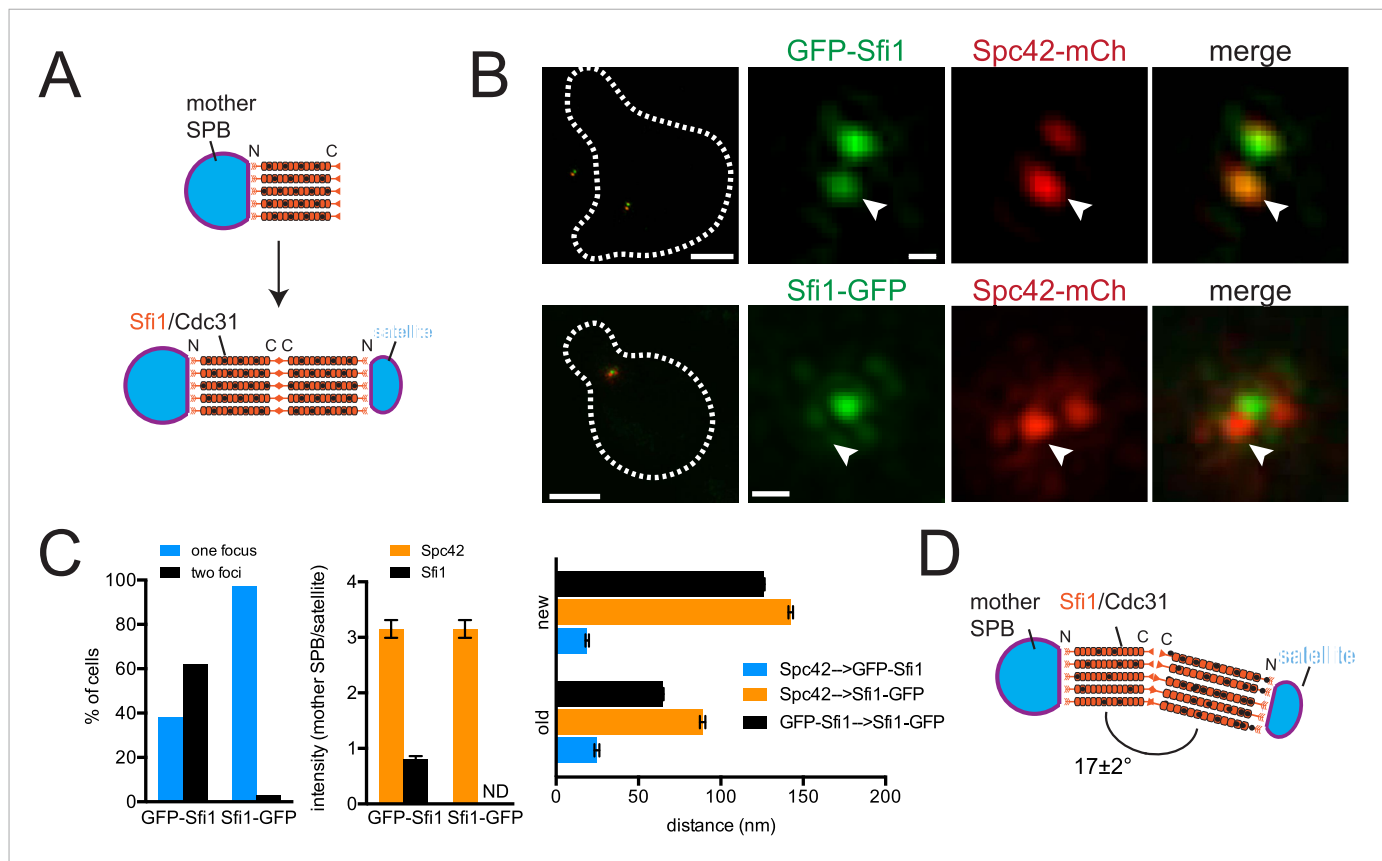 A
mother
SPB
N
C
Sfi1/Cdc31
satellite
N
C C
N
B
GFP-Sfi1
Spc42-mCh
merge
Sfi1-GFP
Spc42-mCh
merge
C
one focus
two foci
% of cells
100
80
60
40
20
0
GFP-Sfi1 Sfi1-GFP
Spc42
Sfi1
intensity (mother SPB/satellite)
4
3
2
1
0
ND
GFP-Sfi1 Sfi1-GFP
new
old
Spc42-->GFP-Sfi1
Spc42-->Sfi1-GFP
GFP-Sfi1-->Sfi1-GFP
0 50 100 150 200
distance (nm)
D
mother
SPB
Sfi1/Cdc31
N
C
C
N
satellite
17±2°